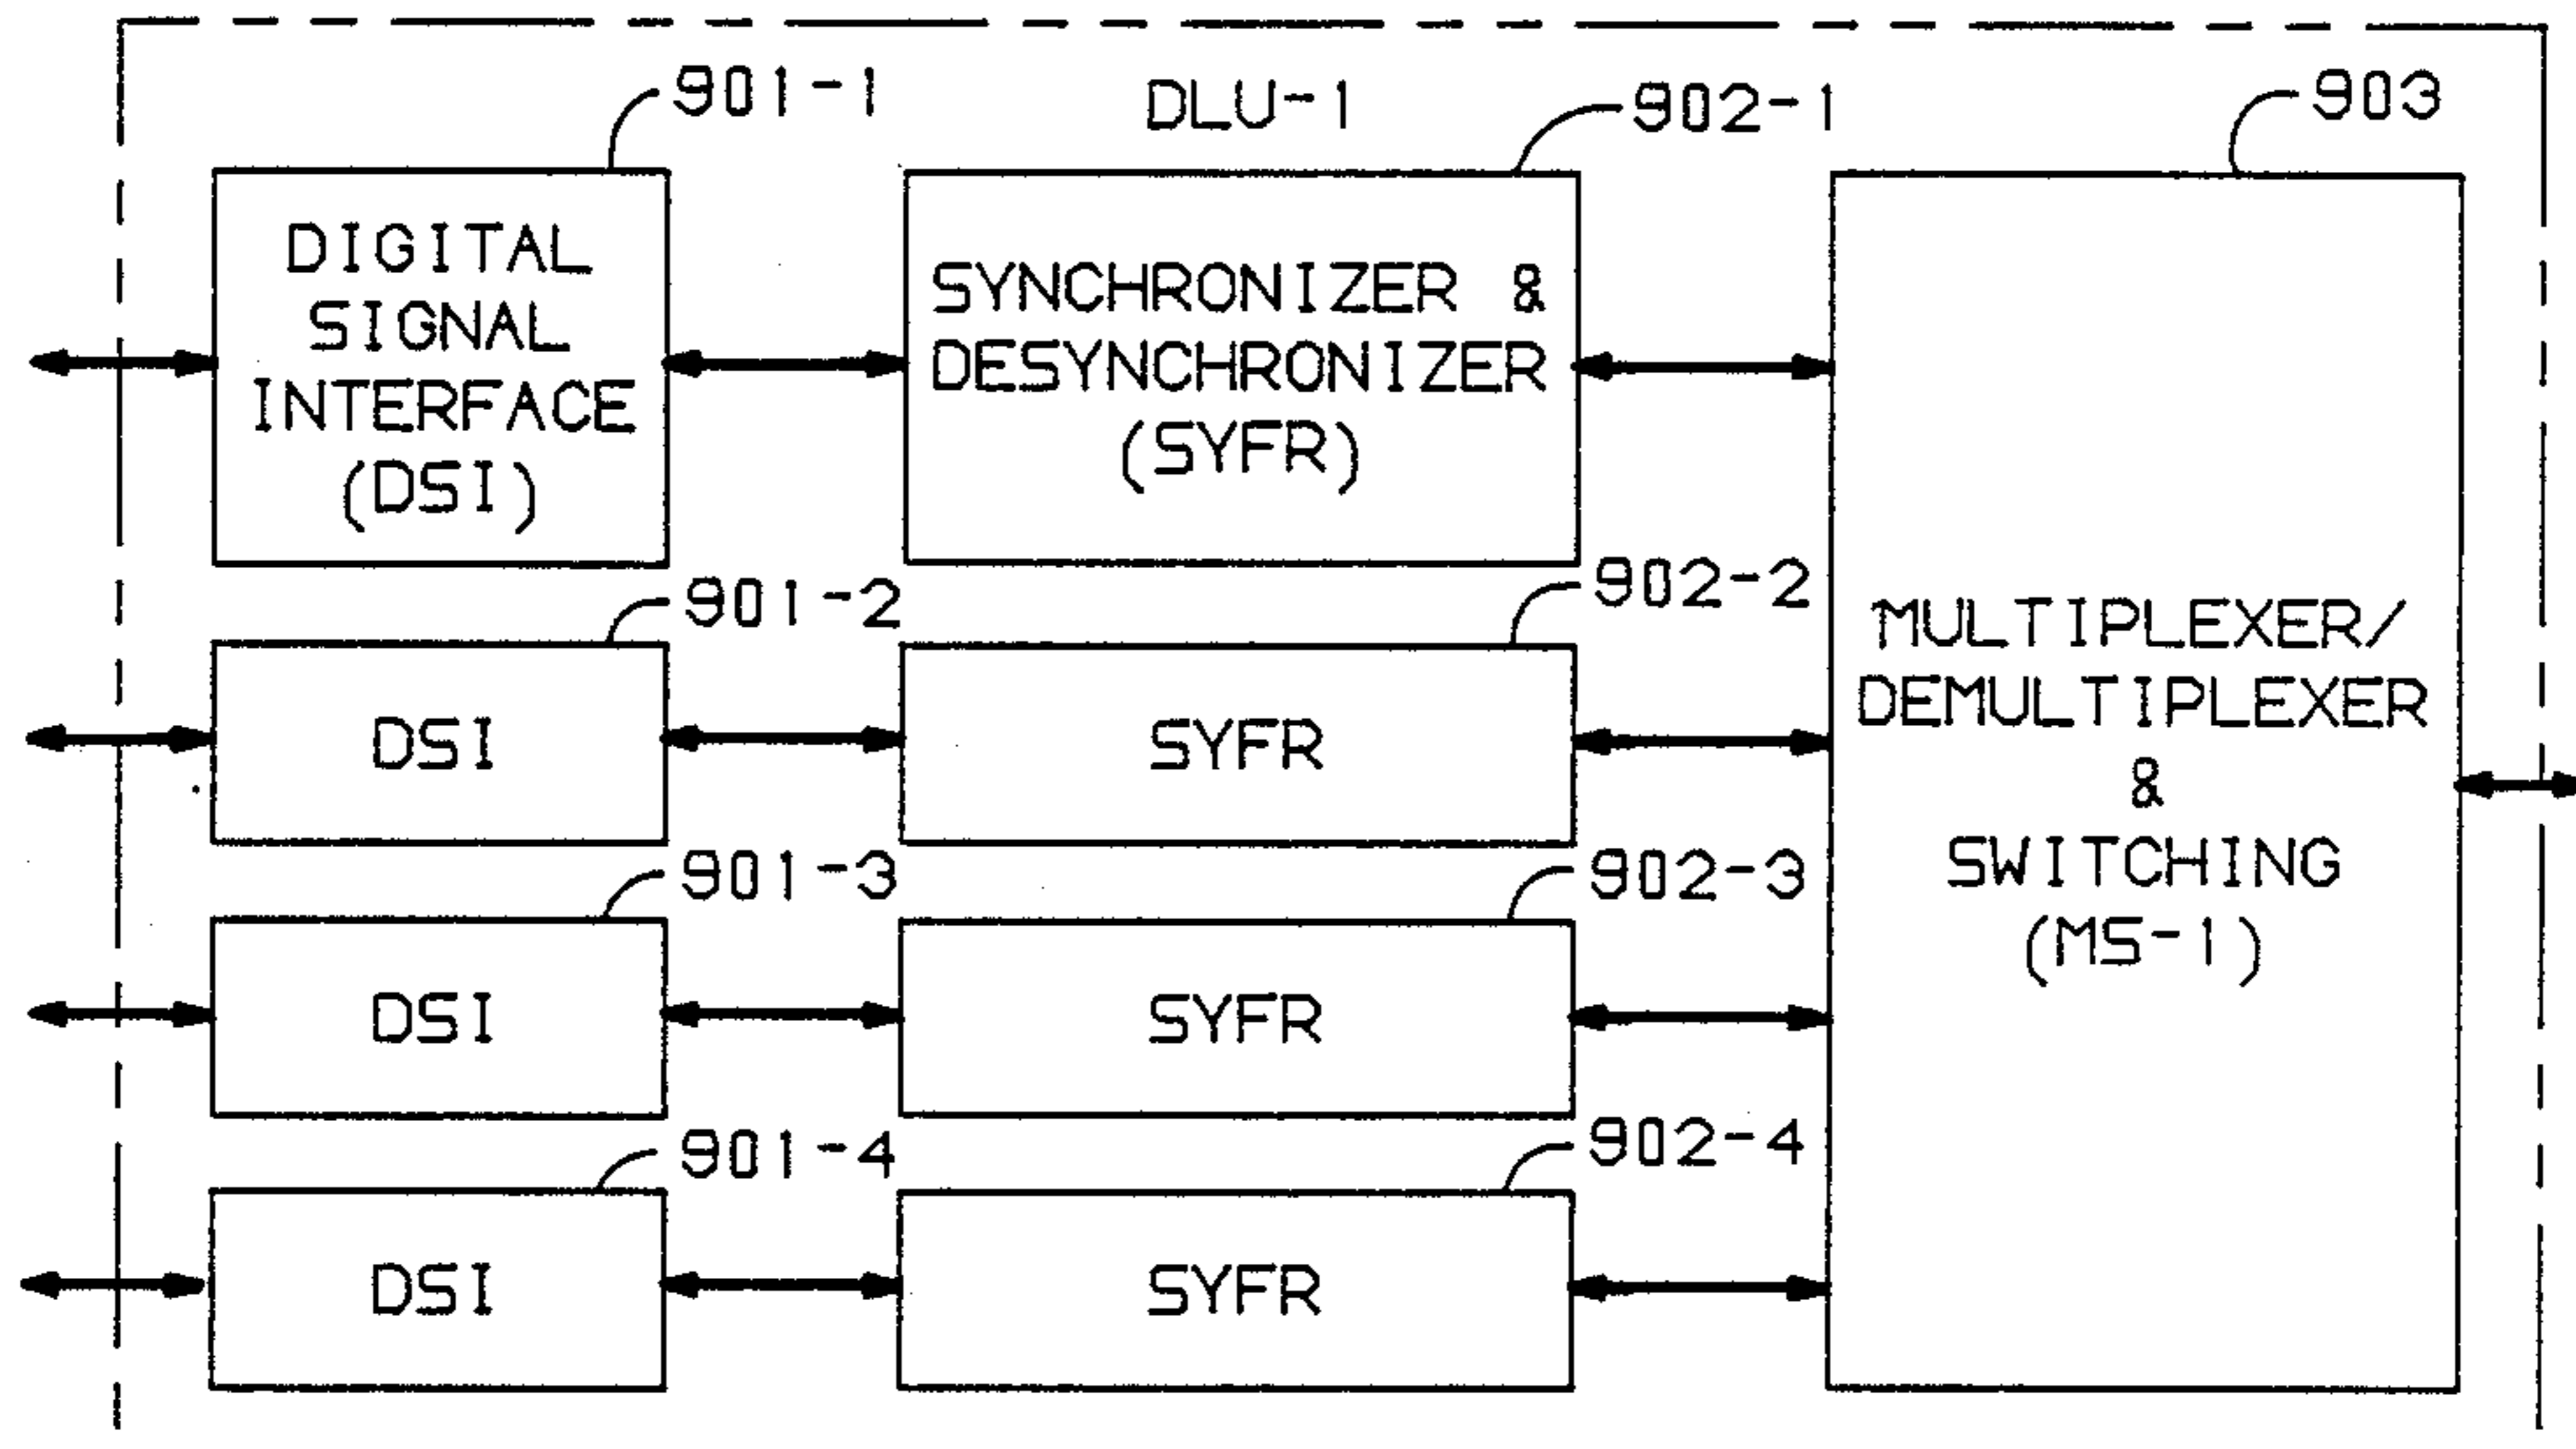 901-1
DLU-1
902-1
903
DIGITAL
SIGNAL
INTERFACE
(DSI)
SYNCHRONIZER &
DESYNCHRONIZER
(SYFR)
MULTIPLEXER/
DEMULTIPLEXER
&
SWITCHING
(MS-1)
901-2
902-2
DSI
SYFR
901-3
902-3
DSI
SYFR
901-4
902-4
DSI
SYFR